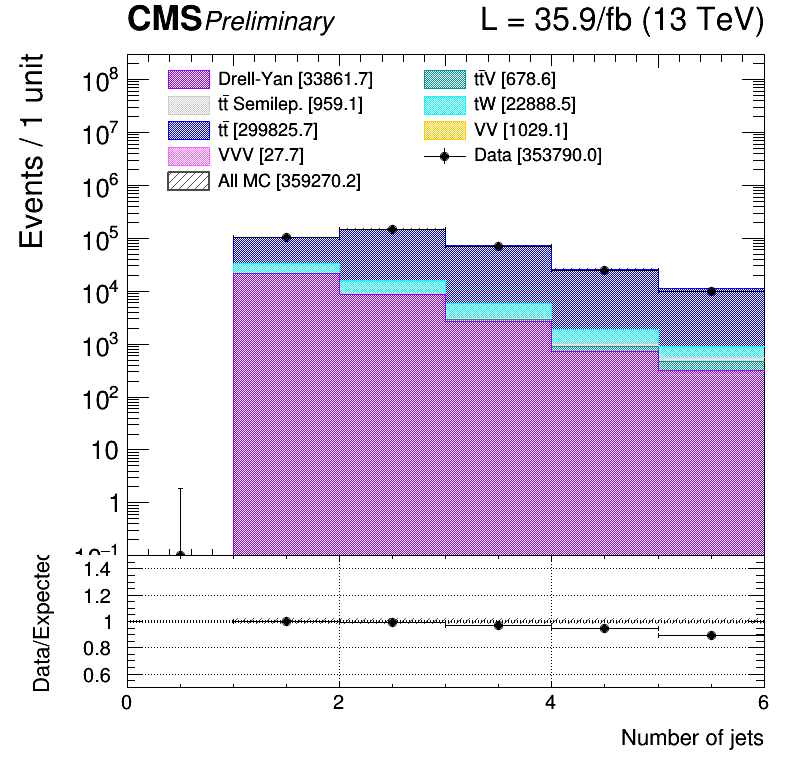 CMS Preliminary L = 35.9/fb (13 TeV)
Events / 1 unit
Drell-Yan [33861.7] tt̄V [678.6]
tt̄ Semilep. [959.1] tW [22888.5]
tt̄ [299825.7] VV [1029.1]
VVV [27.7] Data [353790.0]
All MC [359270.2]
10⁸
10⁷
10⁶
10⁵
10⁴
10³
10²
10
1
10⁻¹
Data/Expected
1.4
1.2
1
0.8
0.6
0 2 4 6
Number of jets